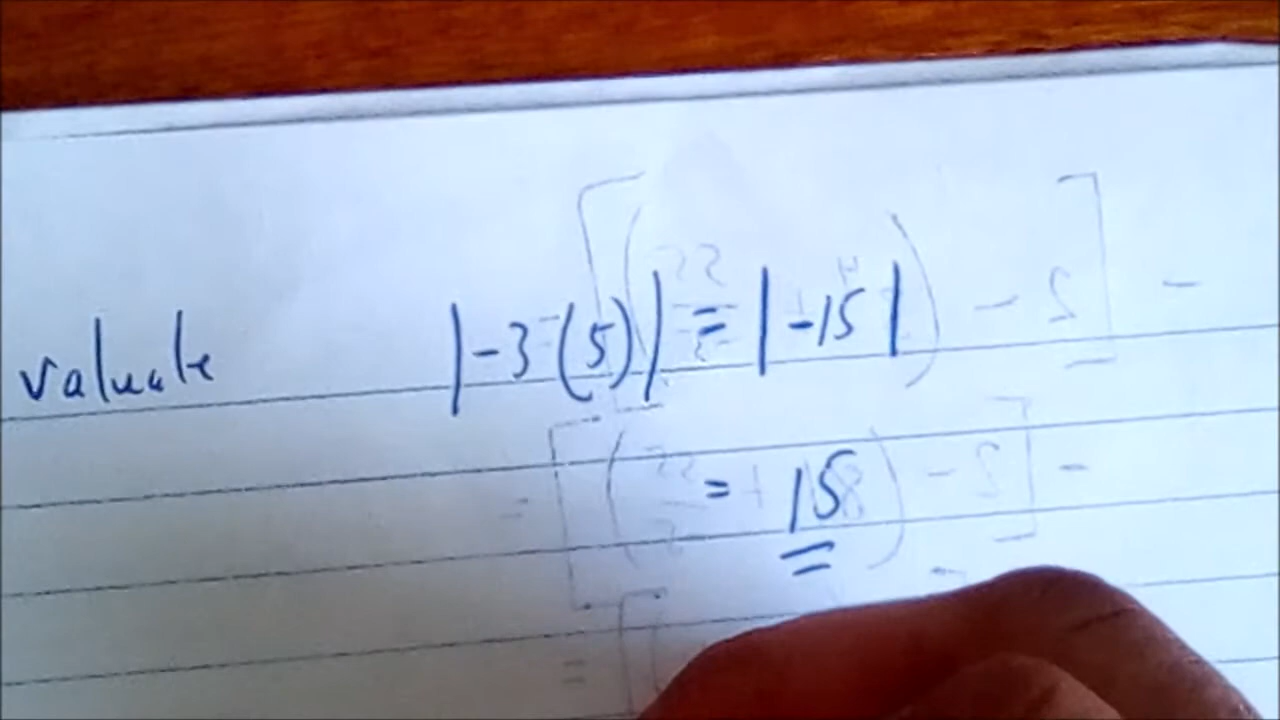 valuate |-3(5)| = |-15|
= 15